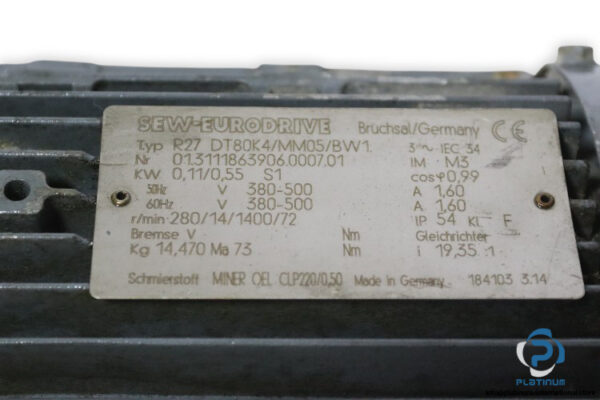 SEW-EURODRIVE Bruchsal/Germany CE
Typ R27 DT80K4/MM05/BW1 3~ IEC 34
Nr 01.3111863906.0007.01 IM M3
KW 0,11/0,55 S1 cosφ 0,99
50Hz V 380-500 A 1,60
60Hz V 380-500 A 1,60
r/min 280/14/1400/72 IP 54 Kl F
Bremse V Nm Gleichrichter
Kg 14,470 Ma 73 Nm i 19,35 :1
Schmierstoff MINER OEL CLP220/0,50 Made in Germany 184103 3.14
PLATINUM